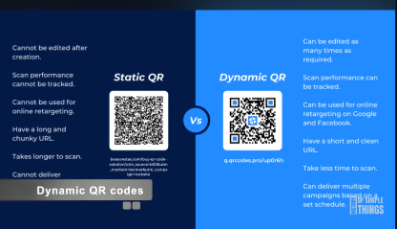 Cannot be edited after
creation.
Scan performance
cannot be tracked.
Cannot be used for
online retargeting.
Have a long and
chunky URL.
Takes longer to scan.
Cannot deliver
Static QR
Vs
Dynamic QR
q.qrcodes.pro/up0r6h
Can be edited as
many times as
required.
Scan performance can
be tracked.
Can be used for online
retargeting on Google
and Facebook.
Have a short and clean
URL.
Take less time to scan.
Can deliver multiple
campaigns based on a
set schedule.
Dynamic QR codes
OF SIMPLE
THINGS